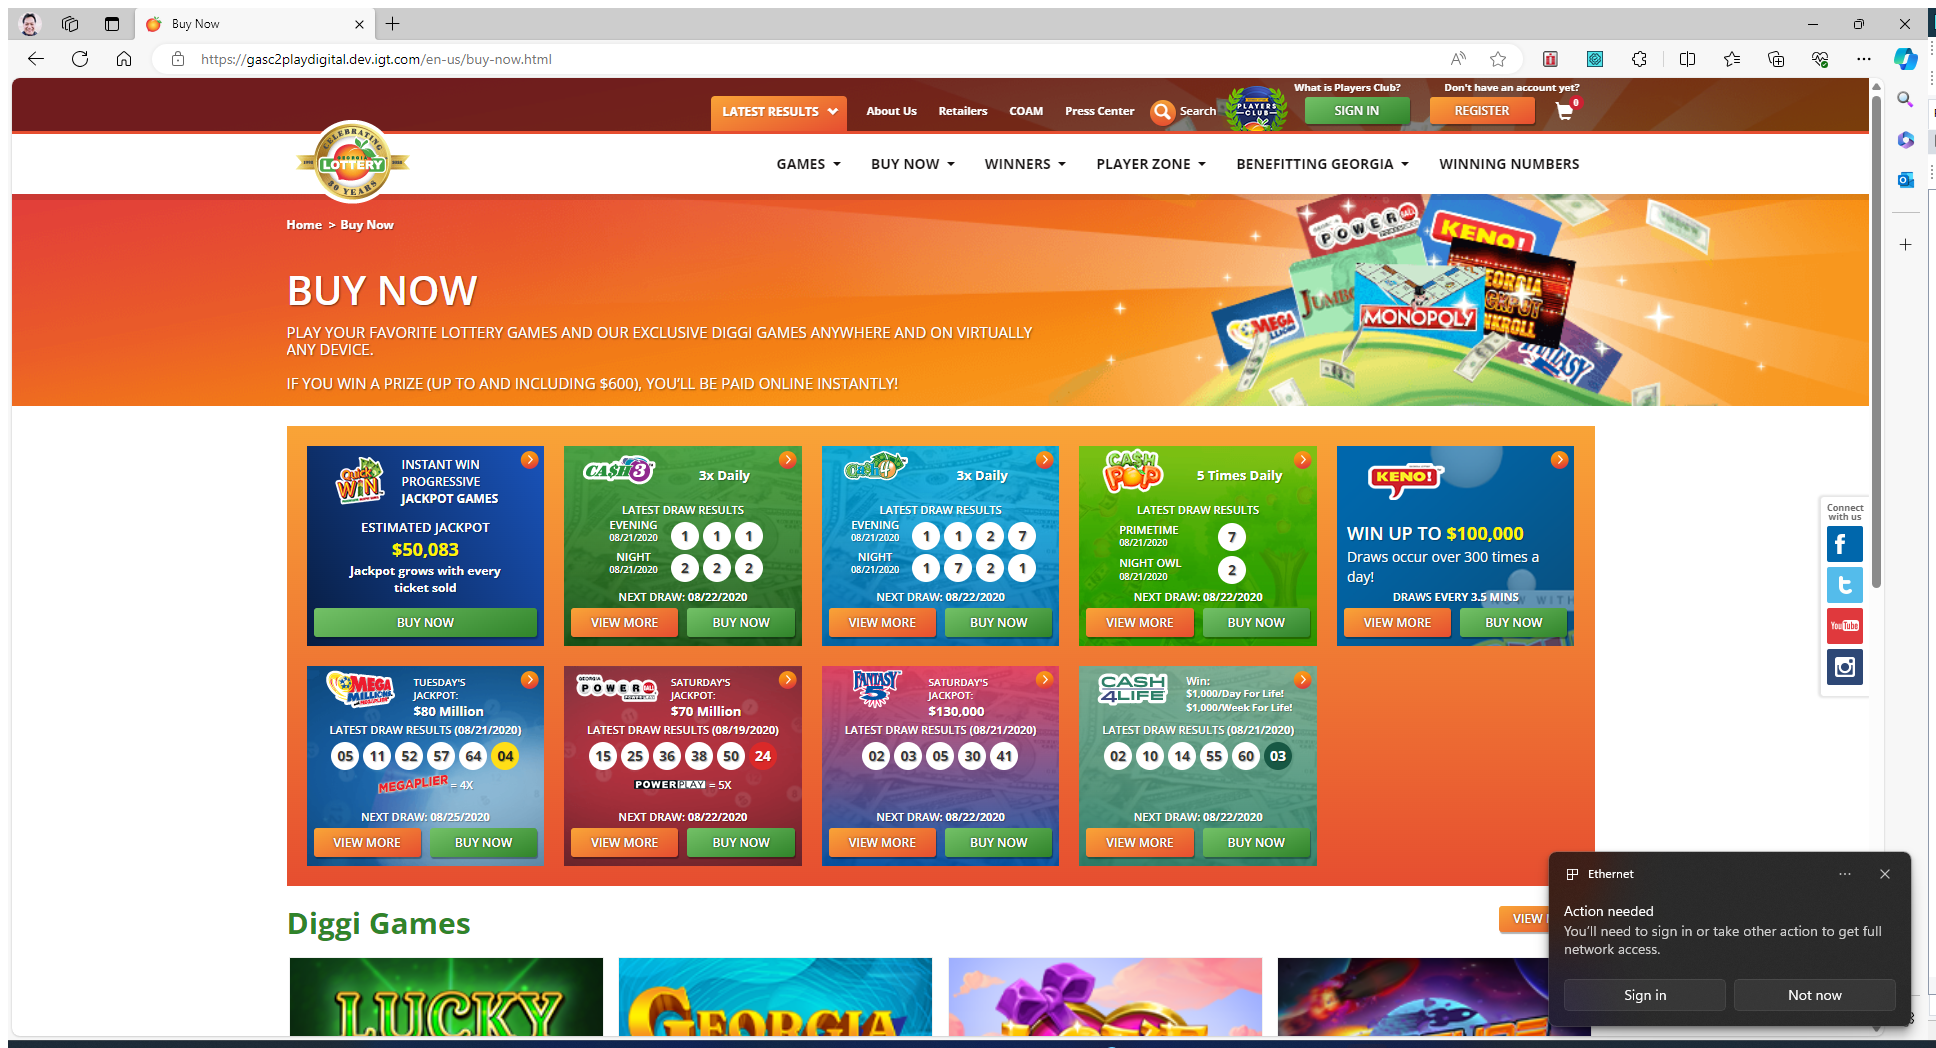 Buy Now
https://gasc2playdigital.dev.igt.com/en-us/buy-now.html
What is Players Club?
Don't have an account yet?
LATEST RESULTS
About Us
Retailers
COAM
Press Center
Search
PLAYERS CLUB
SIGN IN
REGISTER
0
CELEBRATING
GEORGIA
LOTTERY
30 YEARS
GAMES
BUY NOW
WINNERS
PLAYER ZONE
BENEFITTING GEORGIA
WINNING NUMBERS
Home > Buy Now
BUY NOW
PLAY YOUR FAVORITE LOTTERY GAMES AND OUR EXCLUSIVE DIGGI GAMES ANYWHERE AND ON VIRTUALLY
ANY DEVICE.
IF YOU WIN A PRIZE (UP TO AND INCLUDING $600), YOU'LL BE PAID ONLINE INSTANTLY!
POWERBALL
KENO!
MONOPOLY
MEGA
FANTASY
QUICK WIN
INSTANT WIN
PROGRESSIVE
JACKPOT GAMES
ESTIMATED JACKPOT
$50,083
Jackpot grows with every
ticket sold
BUY NOW
CASH 3
3x Daily
LATEST DRAW RESULTS
EVENING
08/21/2020
1 1 1
NIGHT
08/21/2020
2 2 2
NEXT DRAW: 08/22/2020
VIEW MORE
BUY NOW
Cash 4
3x Daily
LATEST DRAW RESULTS
EVENING
08/21/2020
1 1 2 7
NIGHT
08/21/2020
1 7 2 1
NEXT DRAW: 08/22/2020
VIEW MORE
BUY NOW
CASH POP
5 Times Daily
LATEST DRAW RESULTS
PRIMETIME
08/21/2020
7
NIGHT OWL
08/21/2020
2
NEXT DRAW: 08/22/2020
VIEW MORE
BUY NOW
KENO!
WIN UP TO $100,000
Draws occur over 300 times a
day!
DRAWS EVERY 3.5 MINS
VIEW MORE
BUY NOW
Connect
with us
f
t
YouTube
MEGA MILLIONS
TUESDAY'S
JACKPOT:
$80 Million
LATEST DRAW RESULTS (08/21/2020)
05 11 52 57 64 04
MEGAPLIER = 4X
NEXT DRAW: 08/25/2020
VIEW MORE
BUY NOW
GEORGIA
POWERBALL
SATURDAY'S
JACKPOT:
$70 Million
LATEST DRAW RESULTS (08/19/2020)
15 25 36 38 50 24
POWERPLAY = 5X
NEXT DRAW: 08/22/2020
VIEW MORE
BUY NOW
FANTASY 5
SATURDAY'S
JACKPOT:
$130,000
LATEST DRAW RESULTS (08/21/2020)
02 03 05 30 41
NEXT DRAW: 08/22/2020
VIEW MORE
BUY NOW
CASH
4LIFE
Win:
$1,000/Day For Life!
$1,000/Week For Life!
LATEST DRAW RESULTS (08/21/2020)
02 10 14 55 60 03
NEXT DRAW: 08/22/2020
VIEW MORE
BUY NOW
Diggi Games
VIEW
LUCKY
GEORGIA
Ethernet
Action needed
You'll need to sign in or take other action to get full
network access.
Sign in
Not now